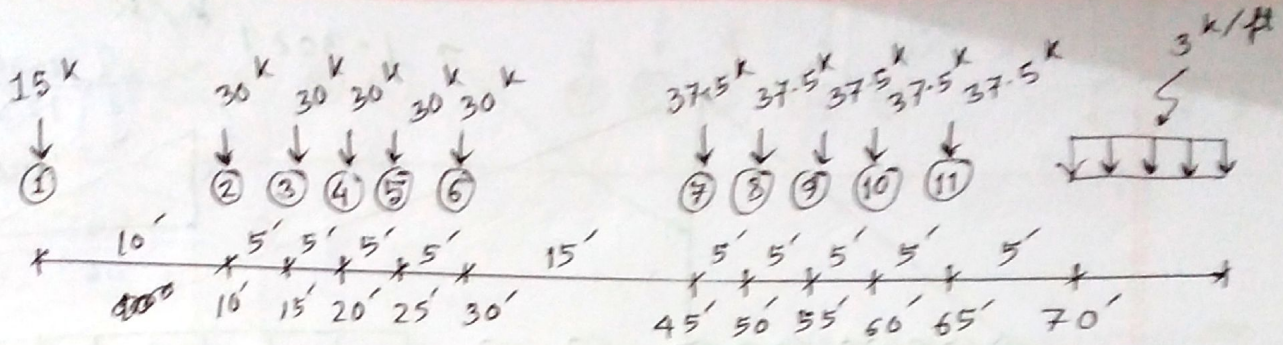 15k 30k 30k 30k 30k 30k 37.5k 37.5k 37.5k 37.5k 37.5k 3k/ft
1 2 3 4 5 6 7 8 9 10 11
10' 5' 5' 5' 5' 15' 5' 5' 5' 5' 5'
10' 15' 20' 25' 30' 45' 50' 55' 60' 65' 70'